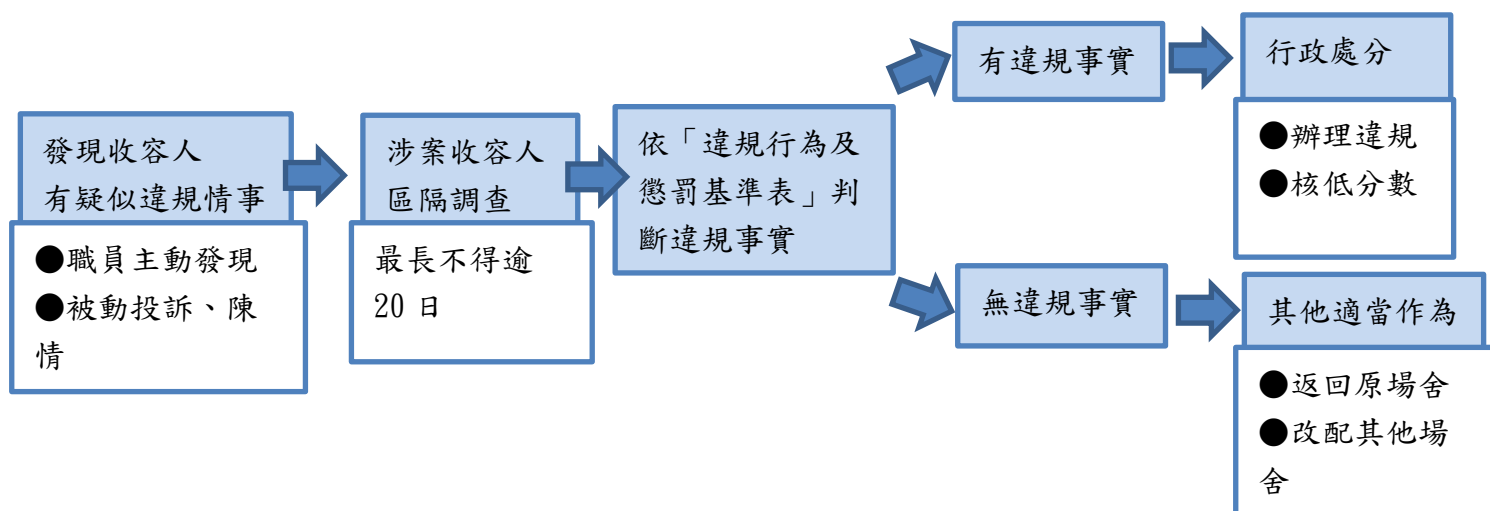 發現收容人
有疑似違規情事
●職員主動發現
●被動投訴、陳
情
涉案收容人
區隔調查
最長不得逾
20 日
依「違規行為及
懲罰基準表」判
斷違規事實
有違規事實
行政處分
●辦理違規
●核低分數
無違規事實
其他適當作為
●返回原場舍
●改配其他場
舍